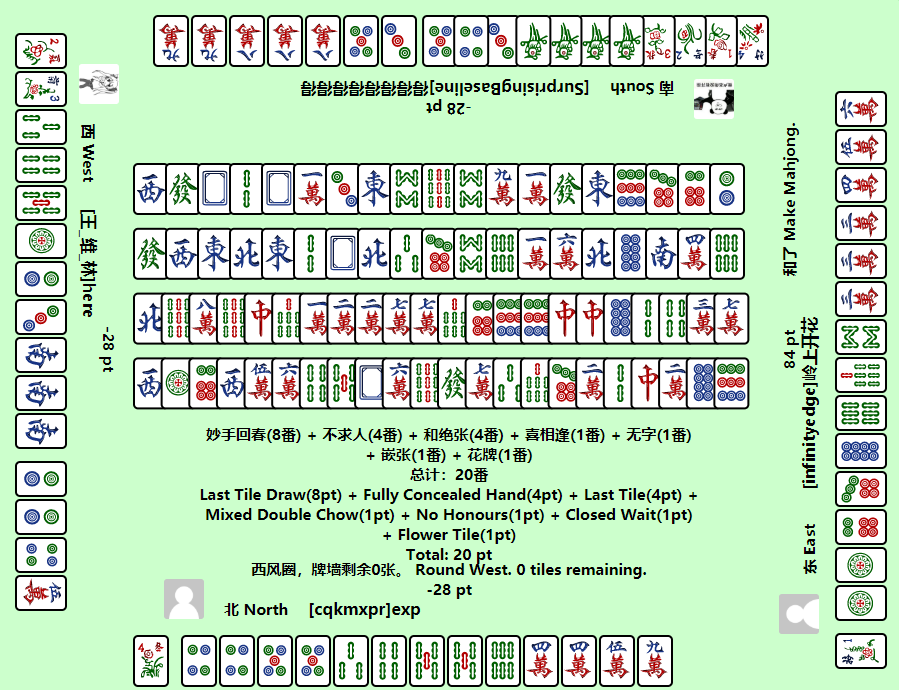 南 South [SurprisingBaseline]得得得得得得得得得
-28 pt
西 West [王_维_林]here
-28 pt
东 East [infinityedge]岭上开花
84 pt 和了 Make Mahjong.
妙手回春(8番) + 不求人(4番) + 和绝张(4番) + 喜相逢(1番) + 无字(1番)
+ 嵌张(1番) + 花牌(1番)
总计：20番
Last Tile Draw(8pt) + Fully Concealed Hand(4pt) + Last Tile(4pt) +
Mixed Double Chow(1pt) + No Honours(1pt) + Closed Wait(1pt)
+ Flower Tile(1pt)
Total: 20 pt
西风圈，牌墙剩余0张。 Round West. 0 tiles remaining.
-28 pt
北 North [cqkmxpr]exp